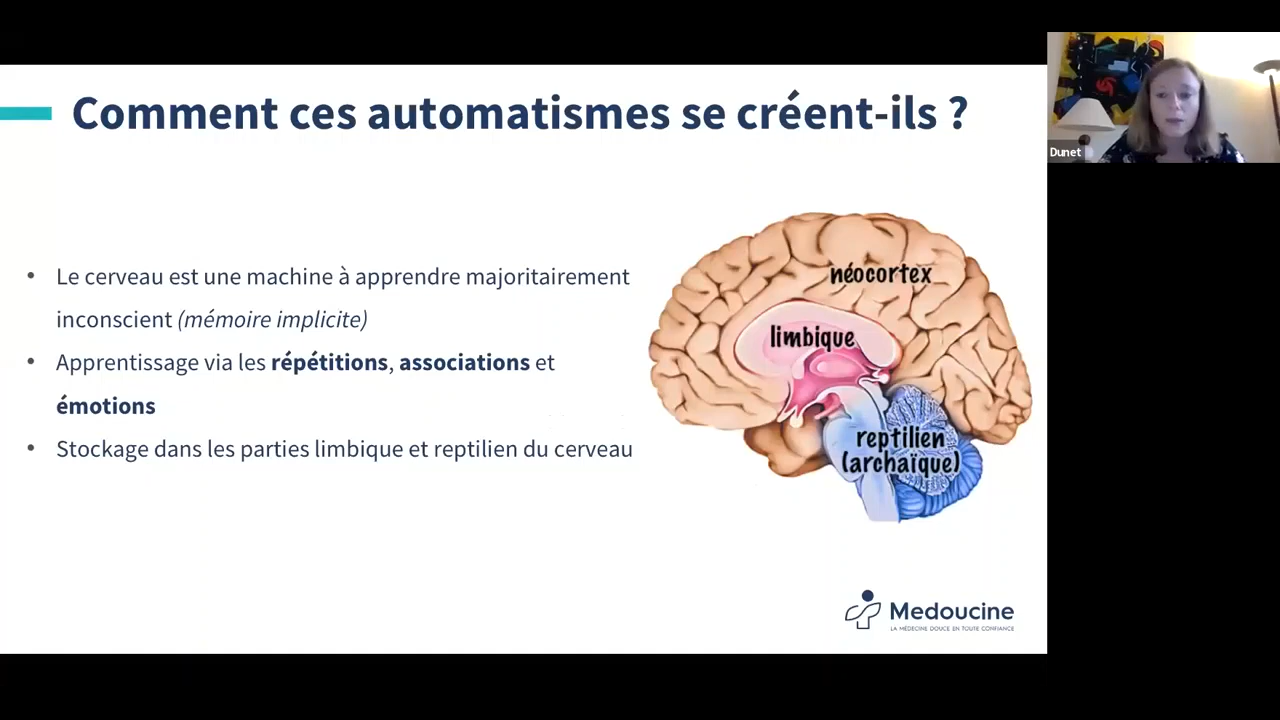 Comment ces automatismes se créent-ils ?
Dunet
• Le cerveau est une machine à apprendre majoritairement
inconscient (mémoire implicite)
• Apprentissage via les répétitions, associations et
émotions
• Stockage dans les parties limbique et reptilien du cerveau
néocortex
limbique
reptilien
(archaïque)
Medoucine
LA MÉDECINE DOUCE EN TOUTE CONFIANCE